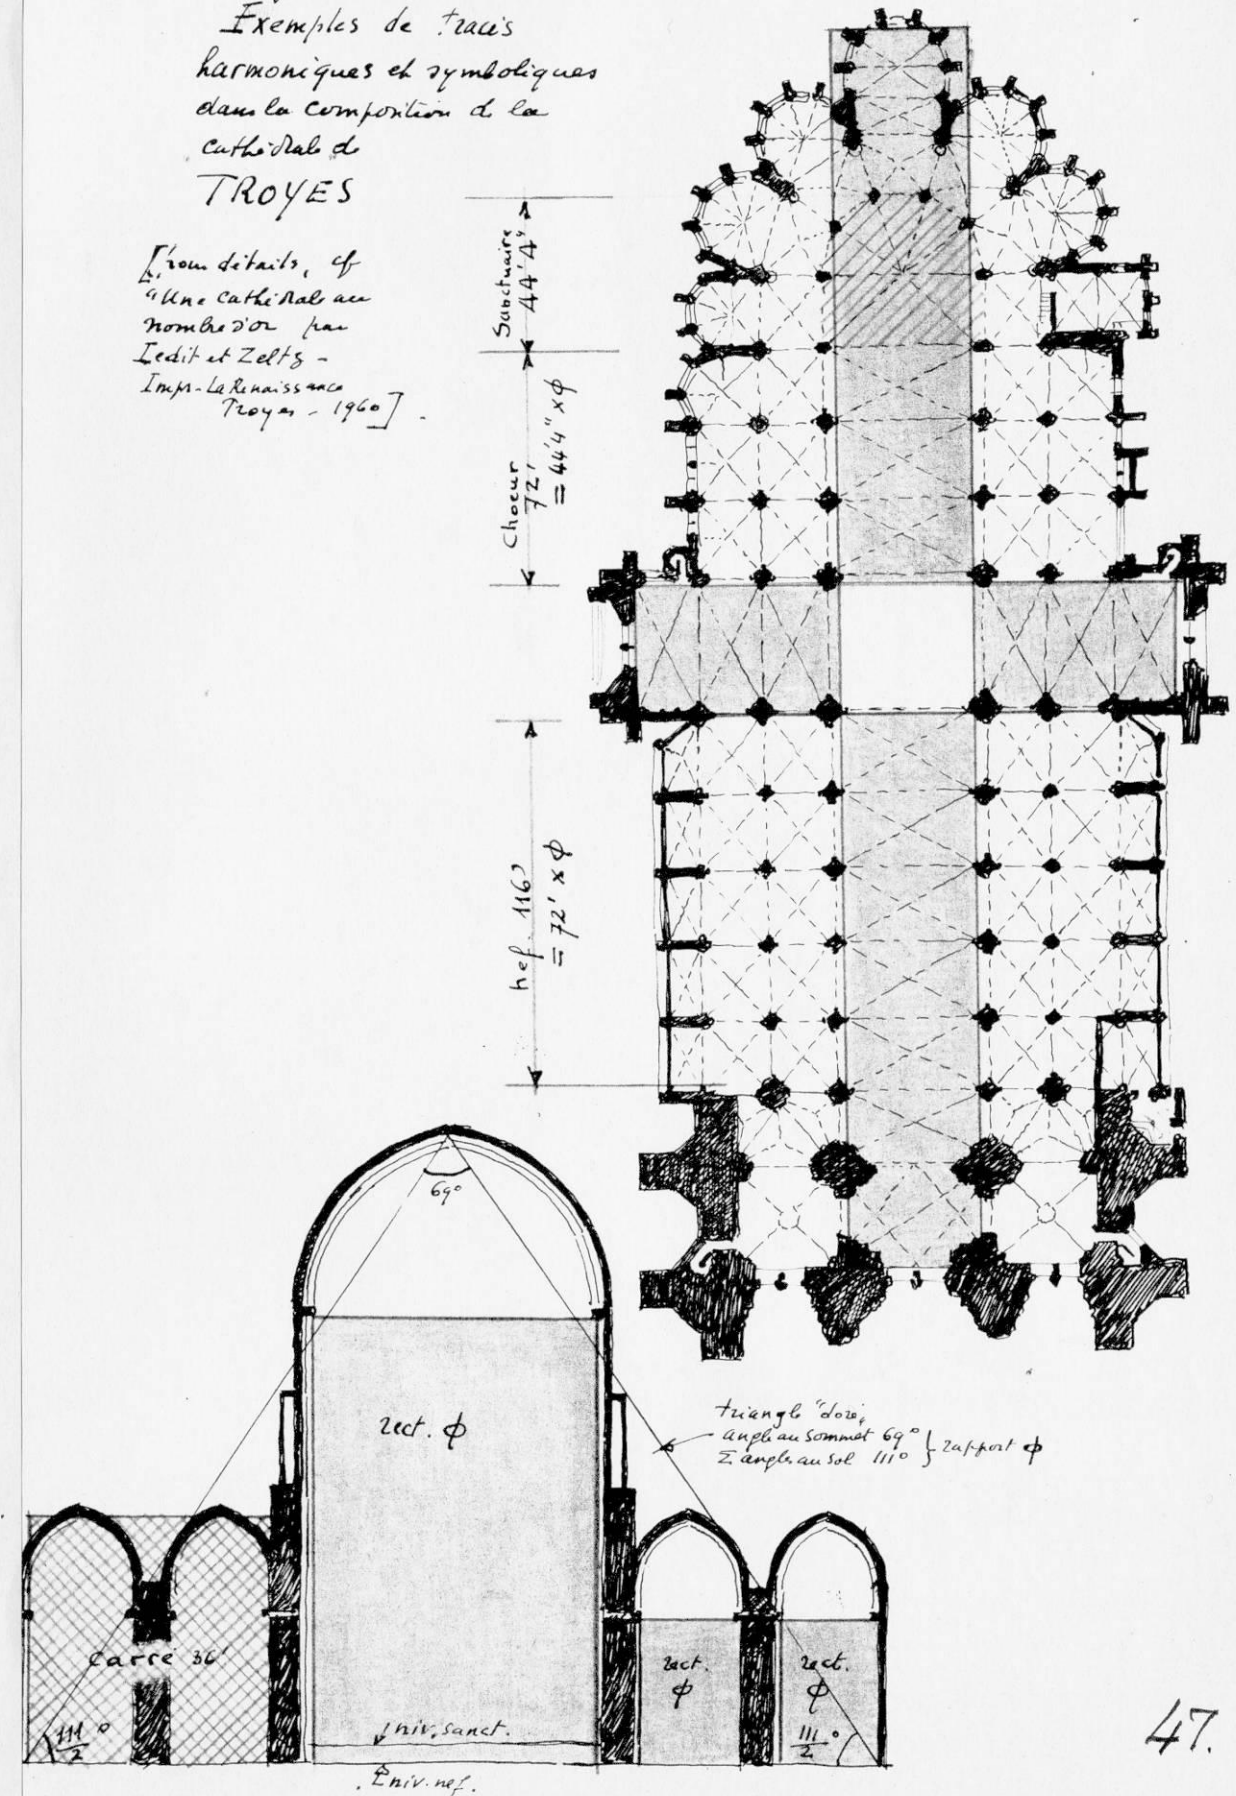 Exemples de tracés
harmoniques et symboliques
dans la composition de la
cathédrale de
TROYES
[pour détails, cf
"Une cathédrale au
nombre d'or par
Ledit et Zelty -
Impr. La Renaissance
Troyes - 1960].
Sanctuaire
44'4"
Choeur
72'
= 44'4" x ϕ
nef. 116'
= 72' x ϕ
69°
rect. ϕ
triangle "doré"
angle au sommet 69°
Σ angles au sol 111°
} rapport ϕ
Carré 36'
rect.
ϕ
rect.
ϕ
111°
2
111°
2
niv. sanct.
niv. nef.
47.